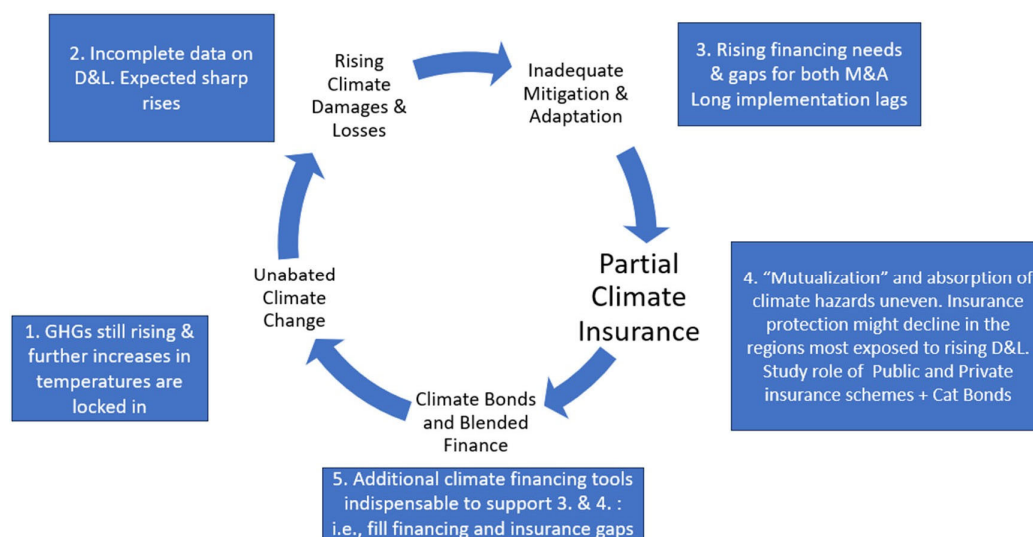 2. Incomplete data on
D&L. Expected sharp
rises
Rising
Climate
Damages &
Losses
Inadequate
Mitigation &
Adaptation
3. Rising financing needs
& gaps for both M&A
Long implementation lags
Unabated
Climate
Change
Partial
Climate
Insurance
4. “Mutualization” and absorption of
climate hazards uneven. Insurance
protection might decline in the
regions most exposed to rising D&L.
Study role of Public and Private
insurance schemes + Cat Bonds
1. GHGs still rising &
further increases in
temperatures are
locked in
Climate Bonds
and Blended
Finance
5. Additional climate financing tools
indispensable to support 3. & 4. :
i.e., fill financing and insurance gaps